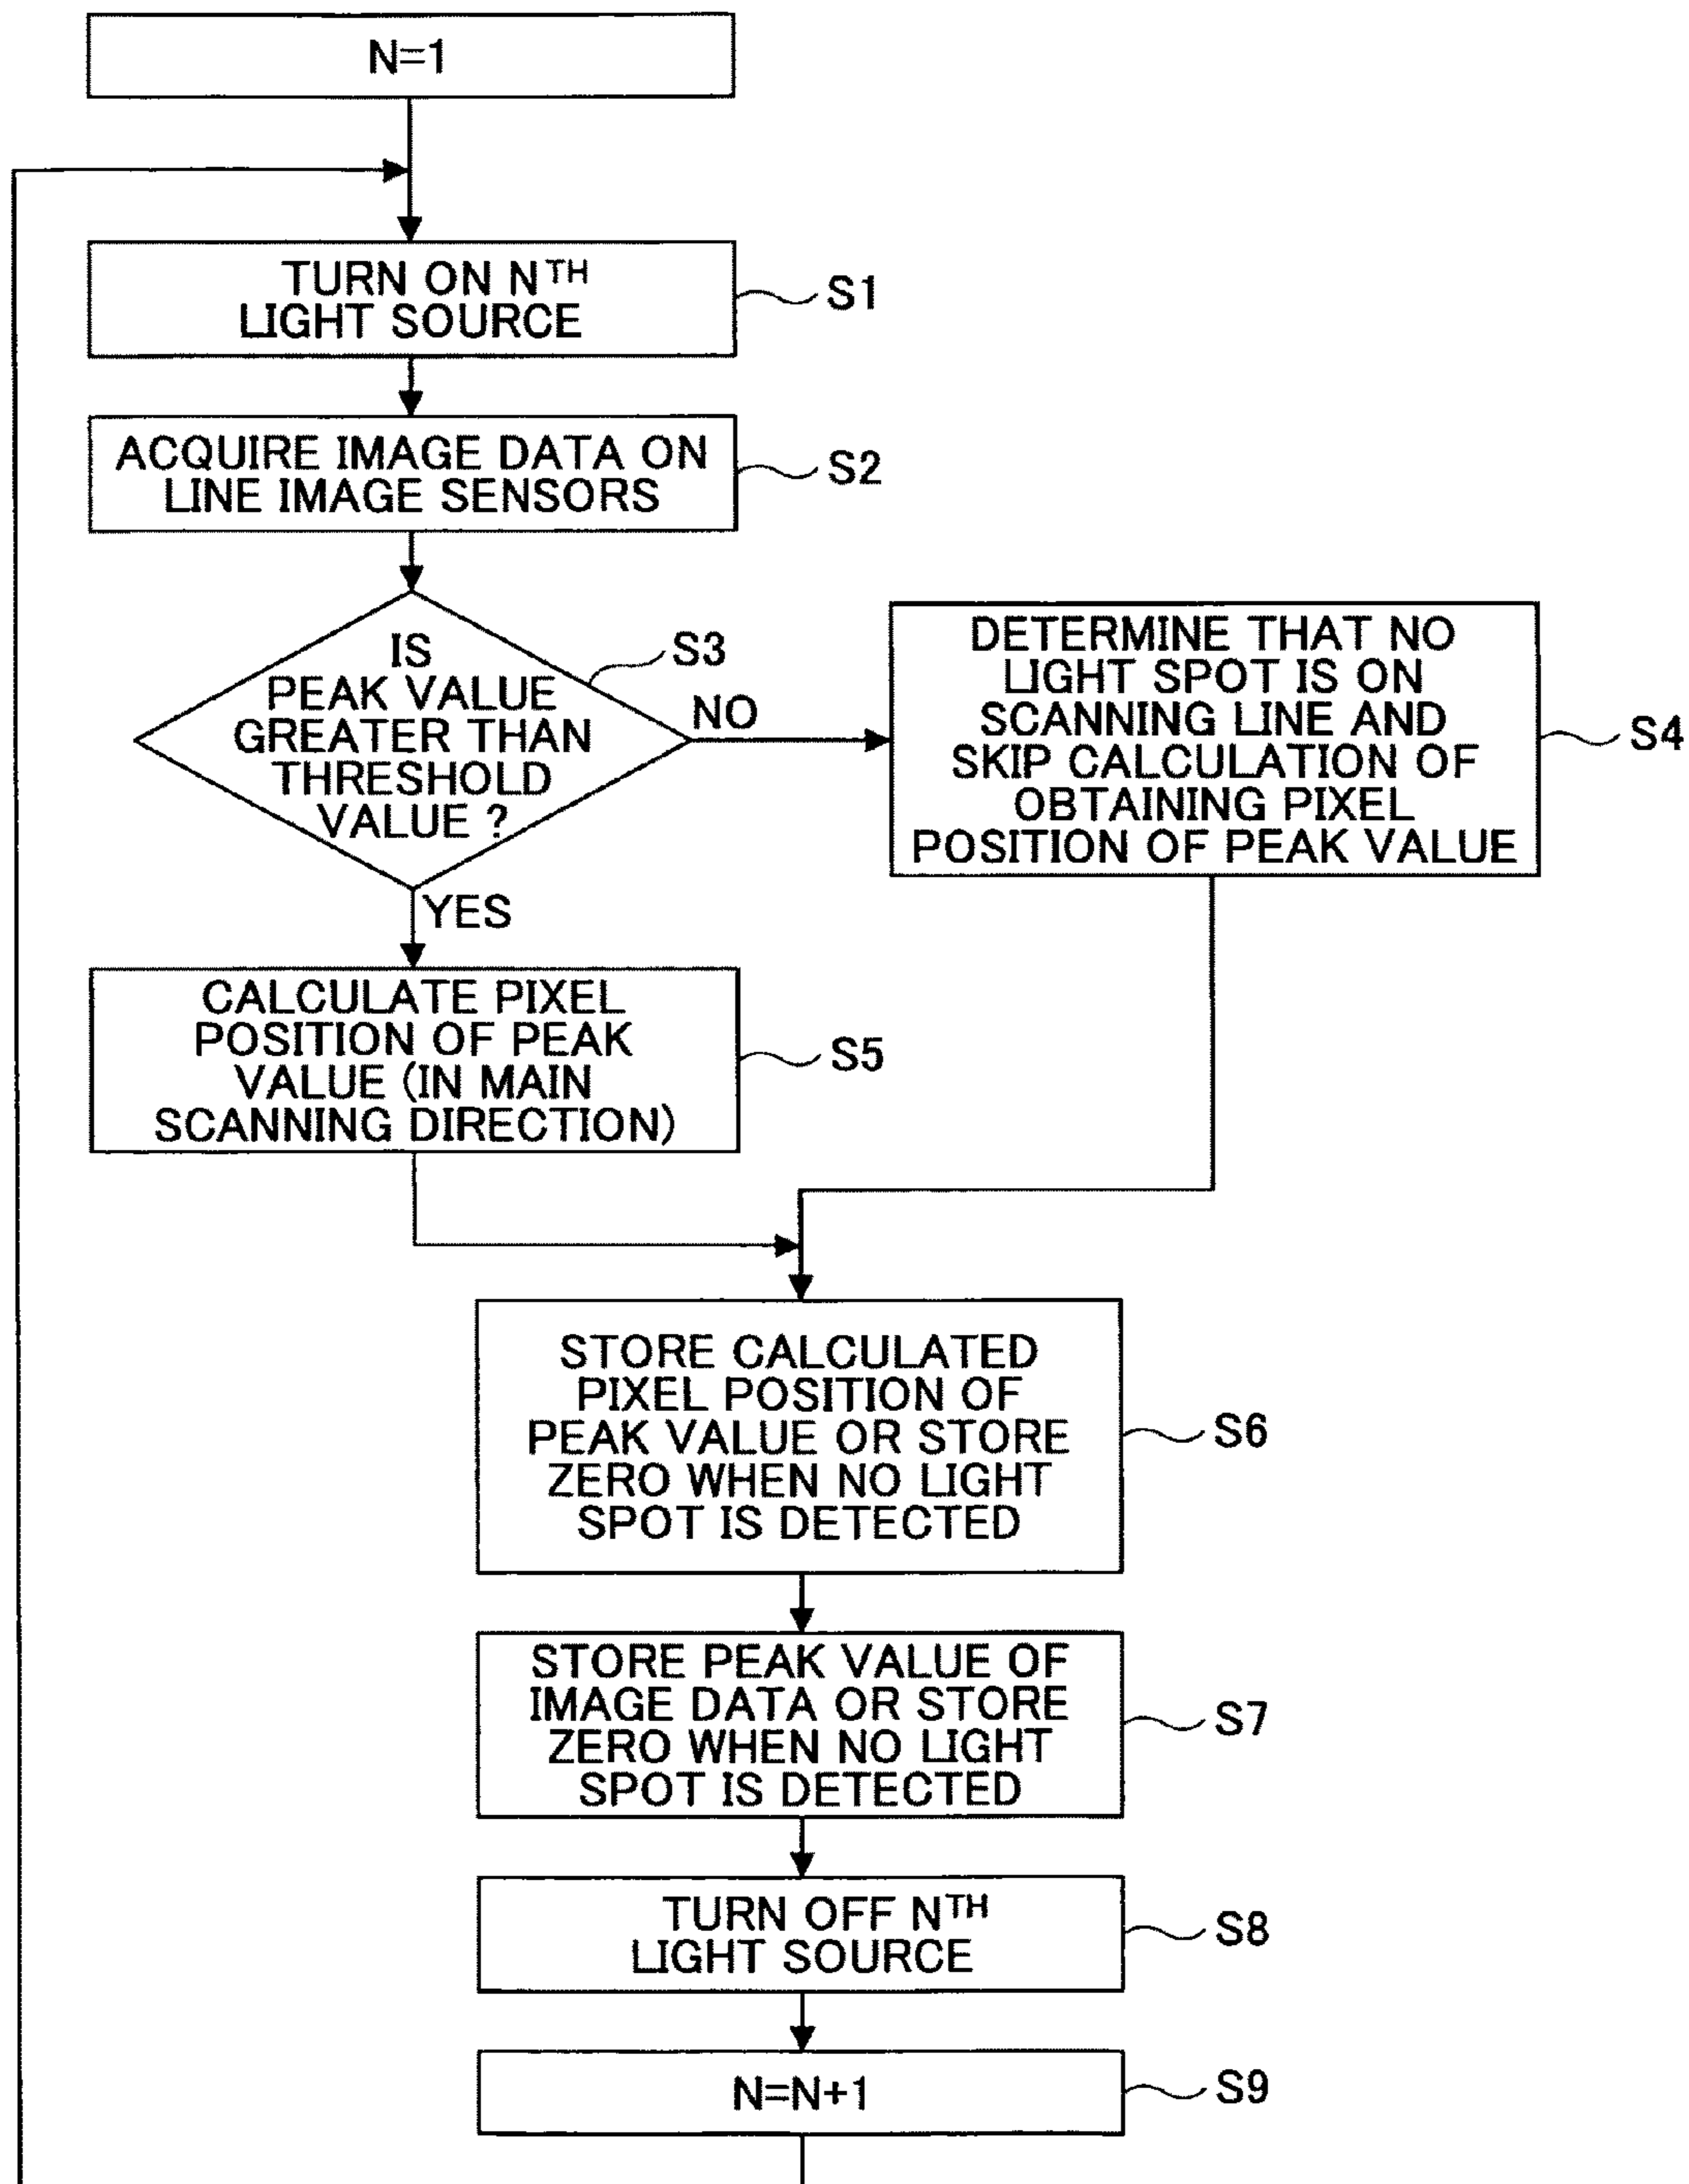 N=1
TURN ON NTH
LIGHT SOURCE
S1
ACQUIRE IMAGE DATA ON
LINE IMAGE SENSORS
S2
IS
PEAK VALUE
GREATER THAN
THRESHOLD
VALUE ?
S3
NO
DETERMINE THAT NO
LIGHT SPOT IS ON
SCANNING LINE AND
SKIP CALCULATION OF
OBTAINING PIXEL
POSITION OF PEAK VALUE
S4
YES
CALCULATE PIXEL
POSITION OF PEAK
VALUE (IN MAIN
SCANNING DIRECTION)
S5
STORE CALCULATED
PIXEL POSITION OF
PEAK VALUE OR STORE
ZERO WHEN NO LIGHT
SPOT IS DETECTED
S6
STORE PEAK VALUE OF
IMAGE DATA OR STORE
ZERO WHEN NO LIGHT
SPOT IS DETECTED
S7
TURN OFF NTH
LIGHT SOURCE
S8
N=N+1
S9